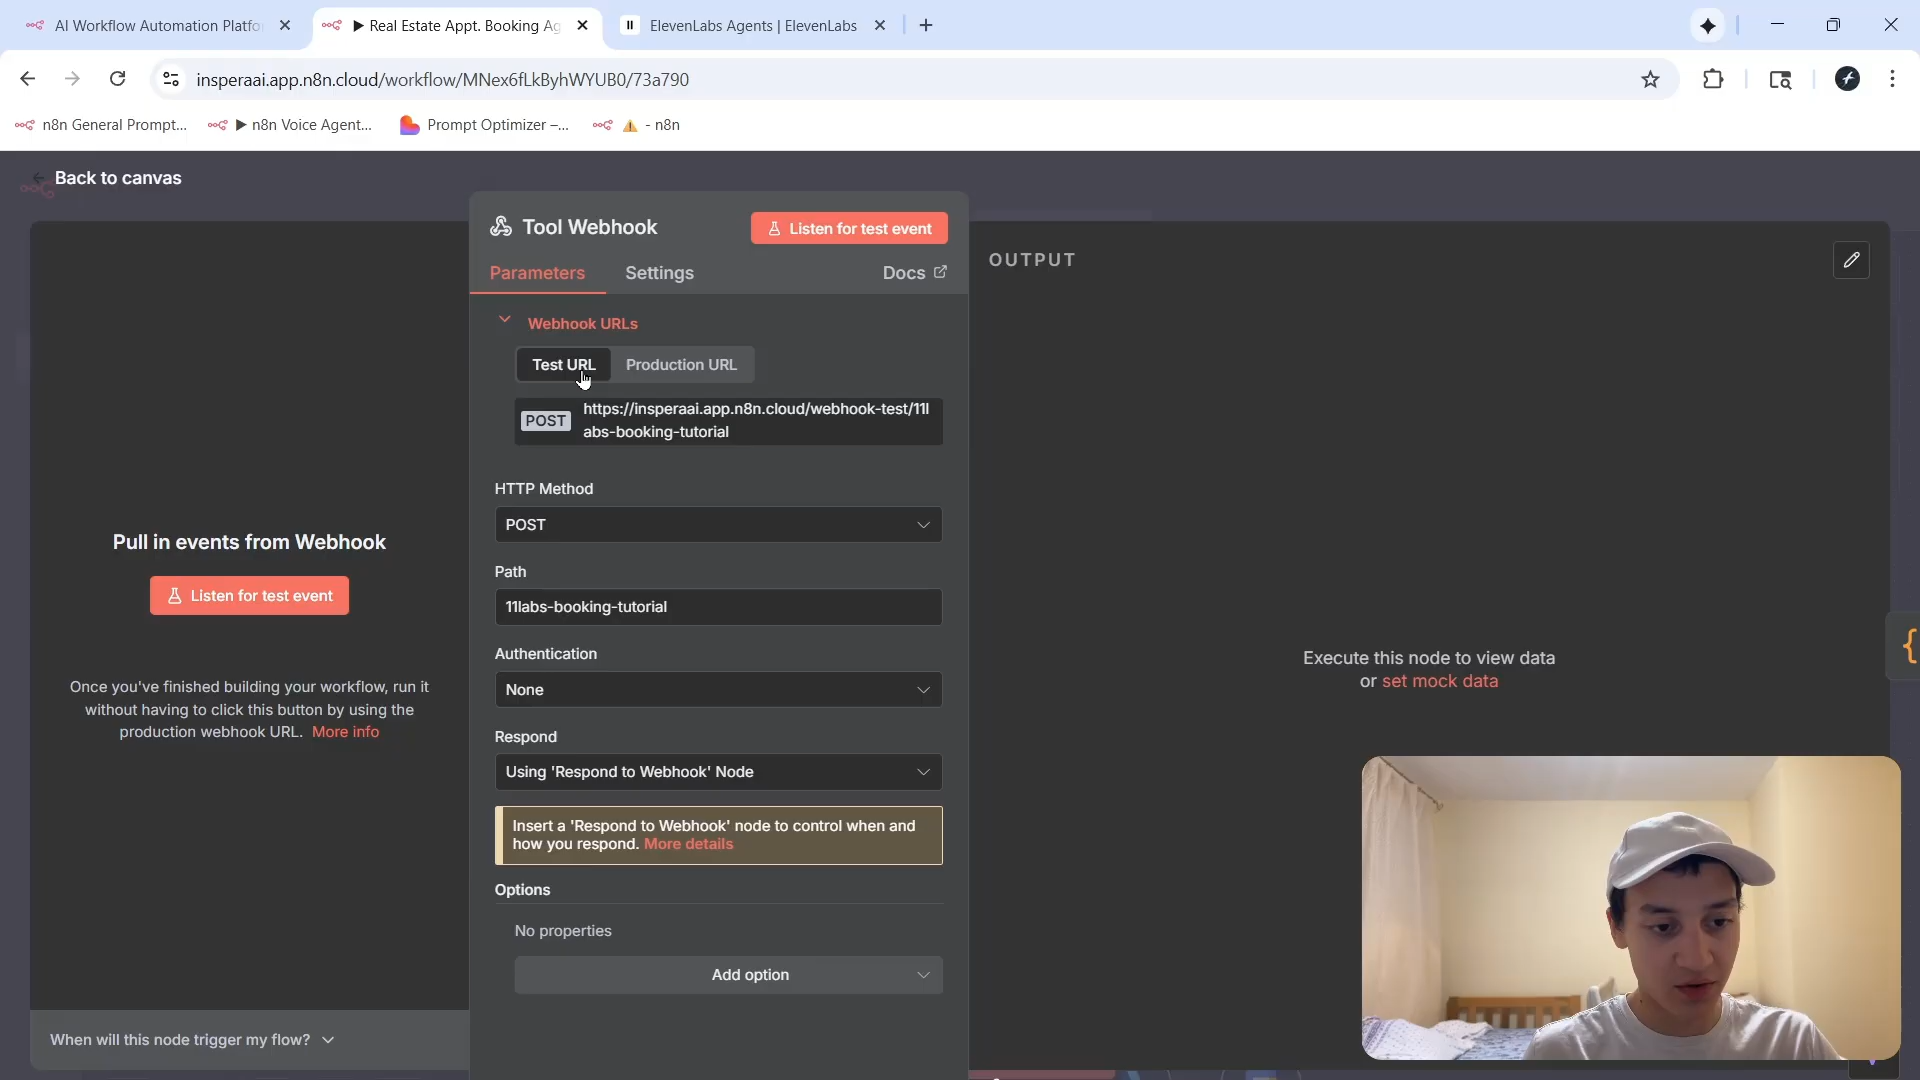 AI Workflow Automation Platfo
▶ Real Estate Appt. Booking Ag
ElevenLabs Agents | ElevenLabs
insperaai.app.n8n.cloud/workflow/MNex6fLkByhWYUB0/73a790
n8n General Prompt...
▶ n8n Voice Agent...
Prompt Optimizer –...
- n8n
Back to canvas
Tool Webhook
Listen for test event
Parameters
Settings
Docs
OUTPUT
Webhook URLs
Test URL
Production URL
POST
https://insperaai.app.n8n.cloud/webhook-test/11l
abs-booking-tutorial
HTTP Method
POST
Path
11labs-booking-tutorial
Authentication
None
Respond
Using 'Respond to Webhook' Node
Insert a 'Respond to Webhook' node to control when and
how you respond. More details
Options
No properties
Add option
Pull in events from Webhook
Listen for test event
Once you've finished building your workflow, run it
without having to click this button by using the
production webhook URL. More info
When will this node trigger my flow?
Execute this node to view data
or set mock data